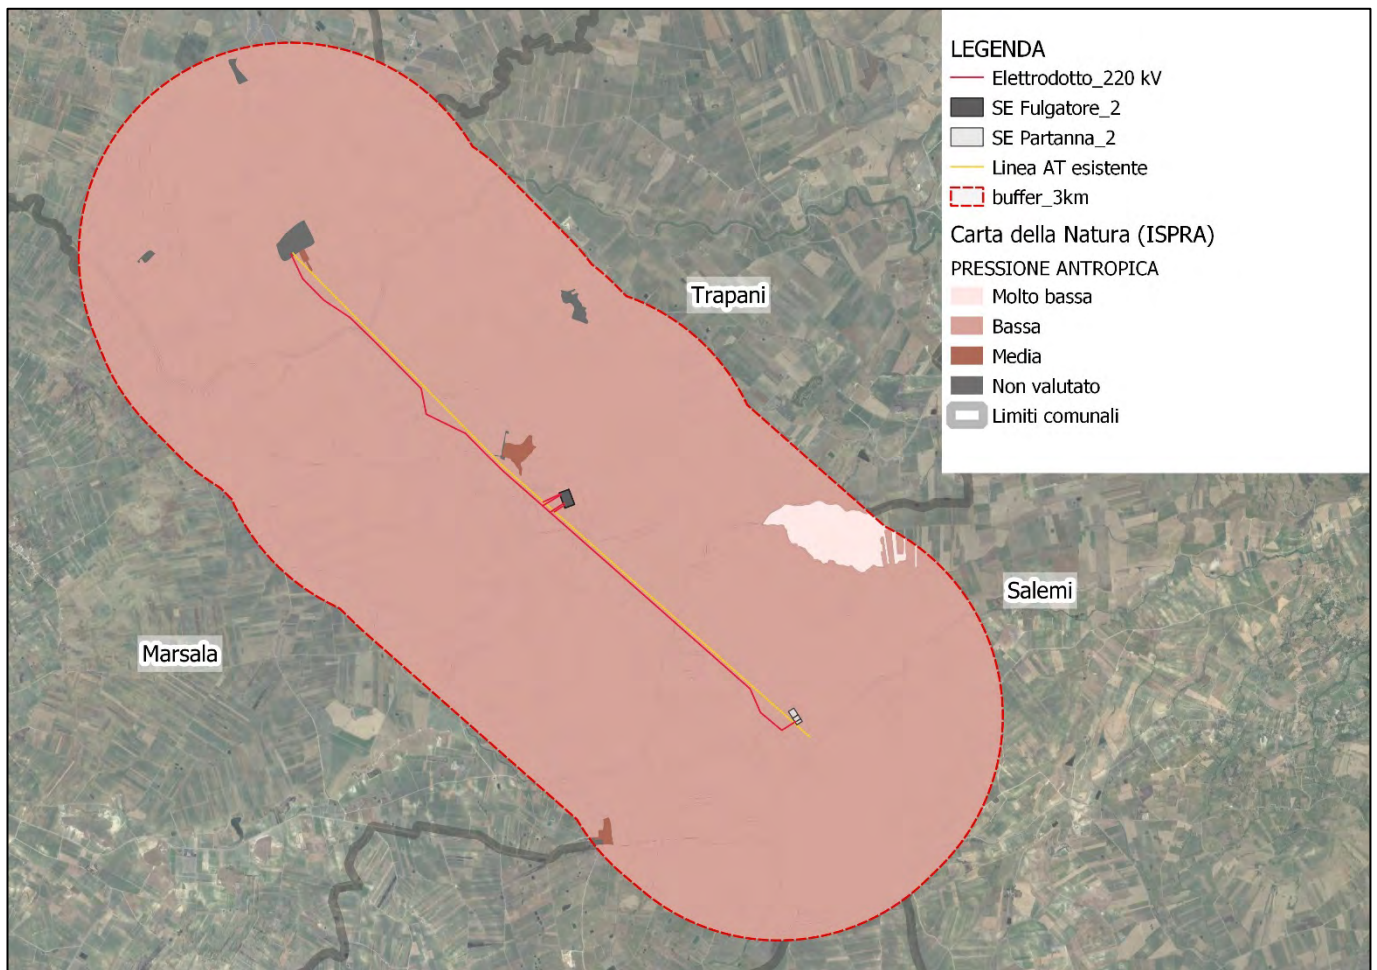 LEGENDA
Elettrodotto_220 kV
SE Fulgatore_2
SE Partanna_2
Linea AT esistente
buffer_3km
Carta della Natura (ISPRA)
PRESSIONE ANTROPICA
Molto bassa
Bassa
Media
Non valutato
Limiti comunali
Trapani
Salemi
Marsala